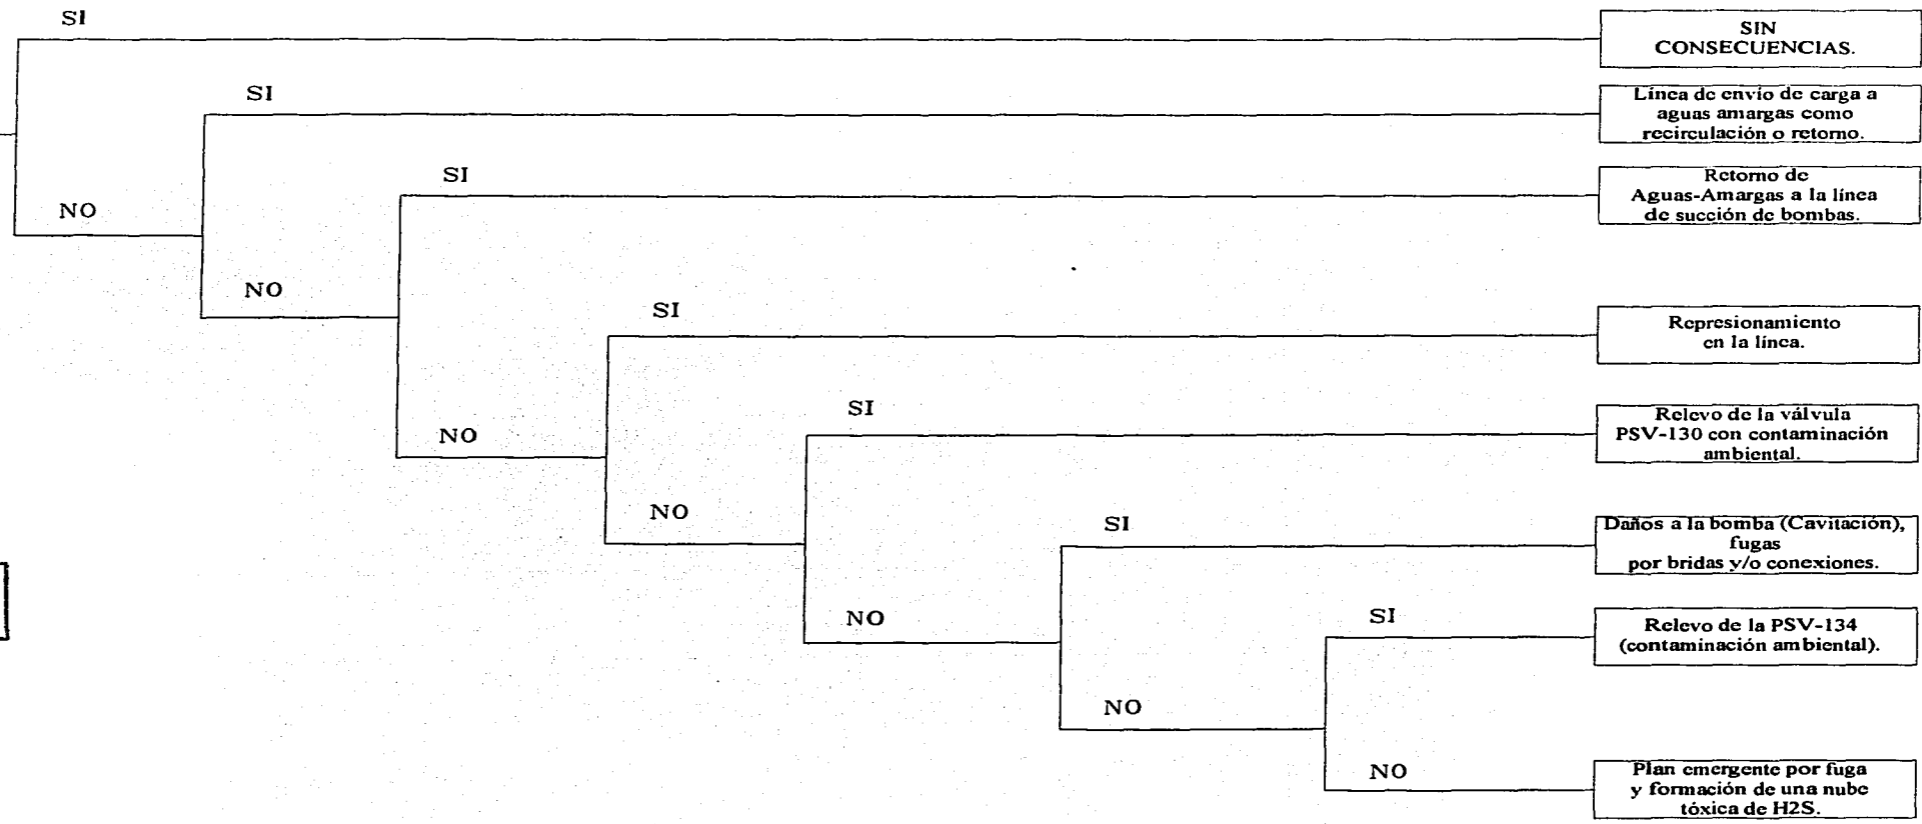 SI
SIN
CONSECUENCIAS.
SI
Línea de envío de carga a
aguas amargas como
recirculación o retorno.
SI
Retorno de
Aguas-Amargas a la línea
de succión de bombas.
NO
NO
SI
Represionamiento
en la línea.
SI
Relevo de la válvula
PSV-130 con contaminación
ambiental.
NO
NO
SI
Daños a la bomba (Cavitación),
fugas
por bridas y/o conexiones.
NO
SI
Relevo de la PSV-134
(contaminación ambiental).
NO
NO
Plan emergente por fuga
y formación de una nube
tóxica de H2S.